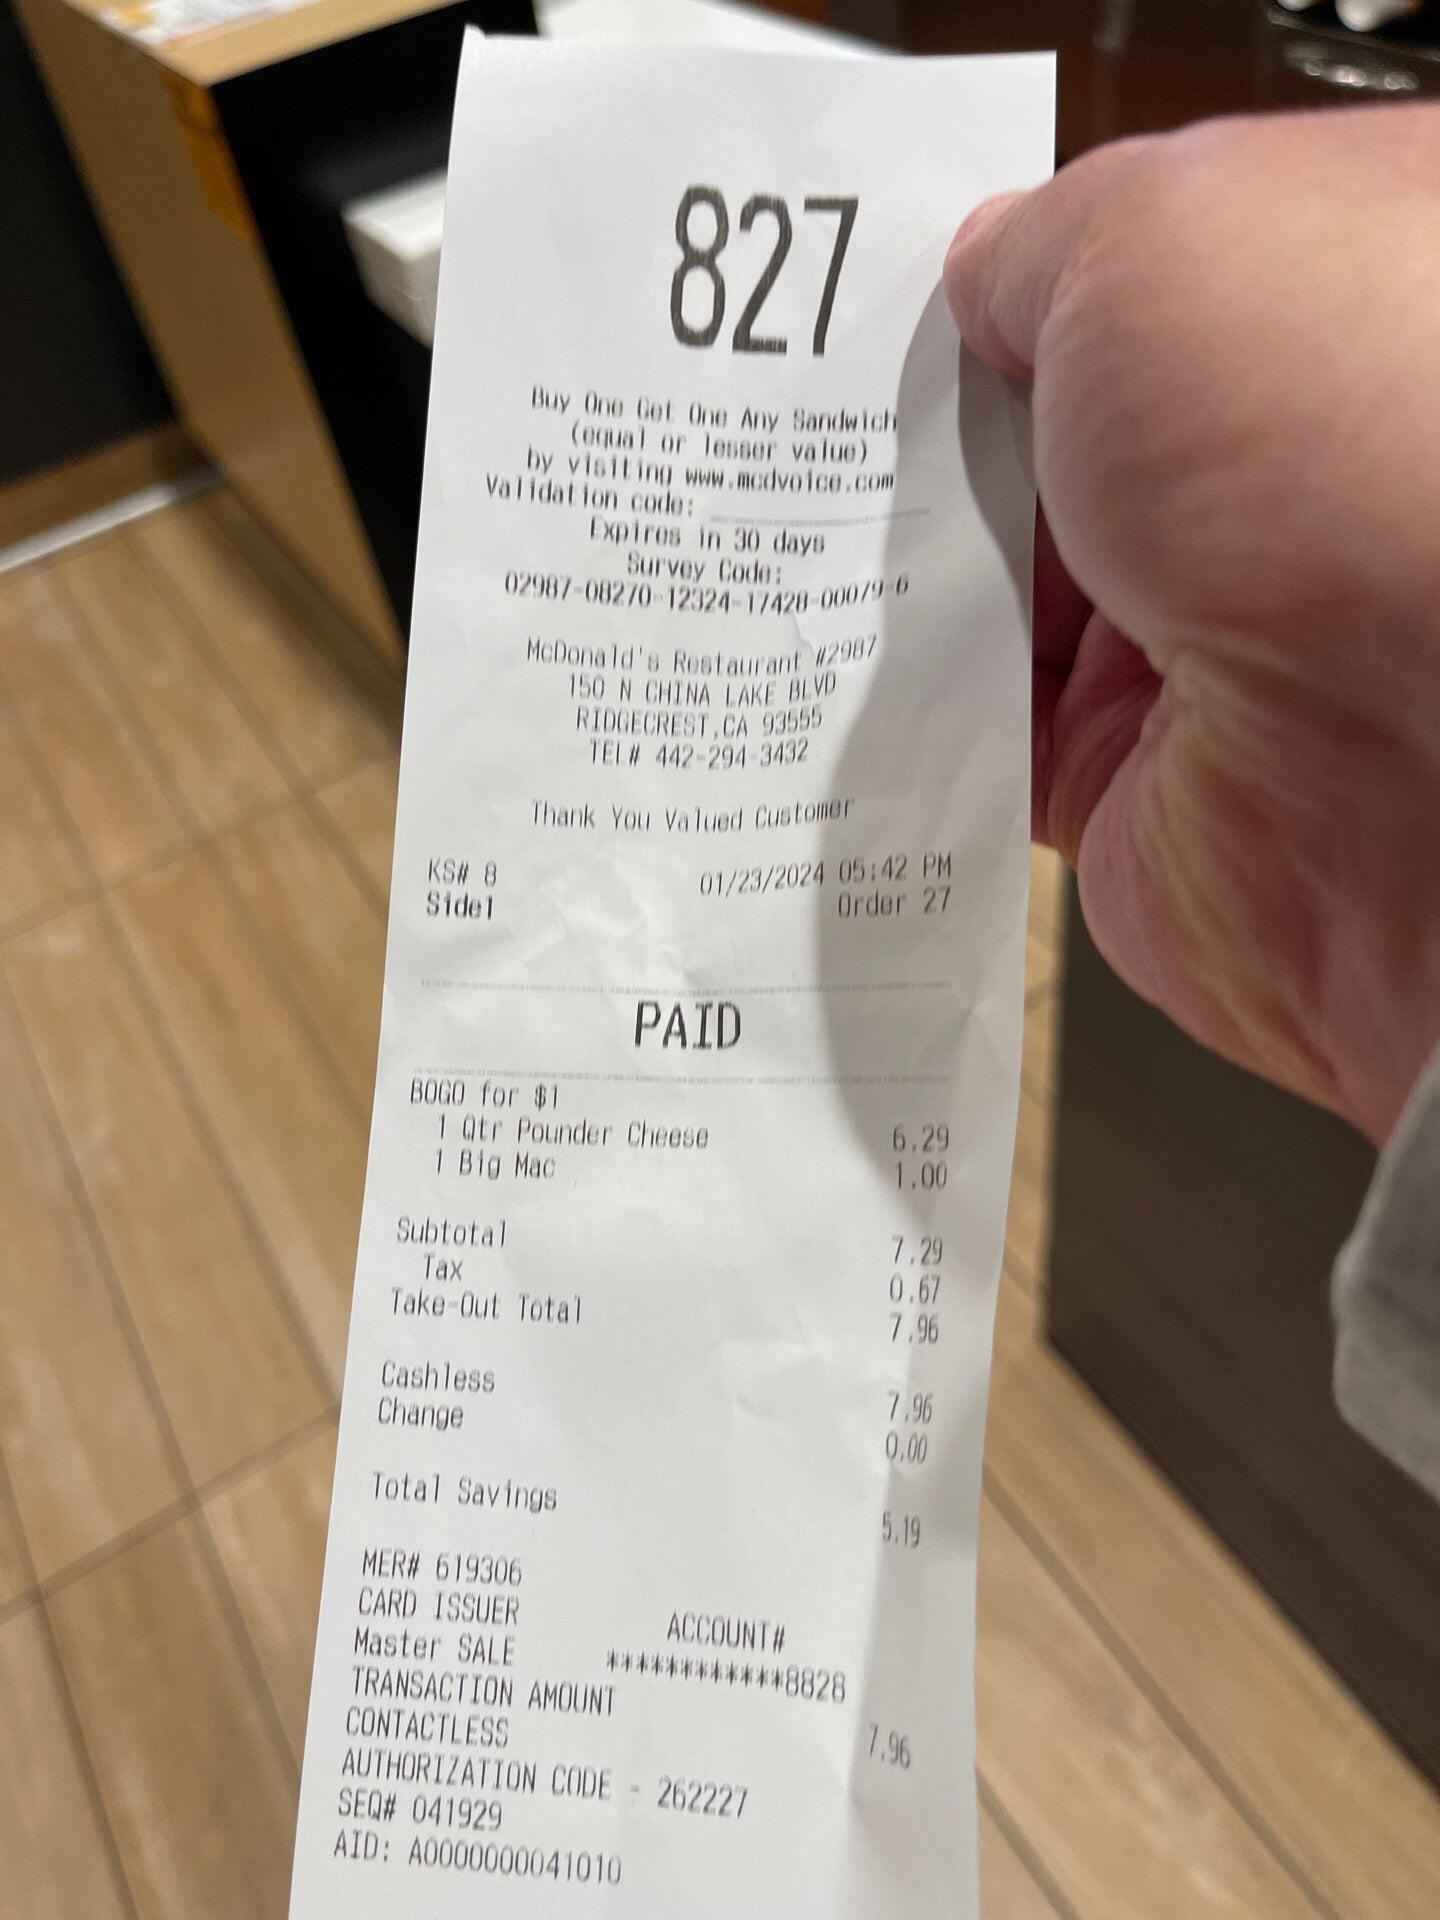 827
Buy One Get One Any Sandwich
(equal or lesser value)
by visiting www.mcdvoice.com
Validation code: ____________
Expires in 30 days
Survey Code:
02987-08270-12324-17428-00079-6
McDonald's Restaurant #2987
150 N CHINA LAKE BLVD
RIDGECREST,CA 93555
TEL# 442-294-3432
Thank You Valued Customer
KS# 8 01/23/2024 05:42 PM
Side1 Order 27
PAID
BOGO for $1
1 Qtr Pounder Cheese 6.29
1 Big Mac 1.00
Subtotal 7.29
Tax 0.67
Take-Out Total 7.96
Cashless 7.96
Change 0.00
Total Savings 5.19
MER# 619306
CARD ISSUER ACCOUNT#
Master SALE ************8828
TRANSACTION AMOUNT 7.96
CONTACTLESS
AUTHORIZATION CODE - 262227
SEQ# 041929
AID: A0000000041010